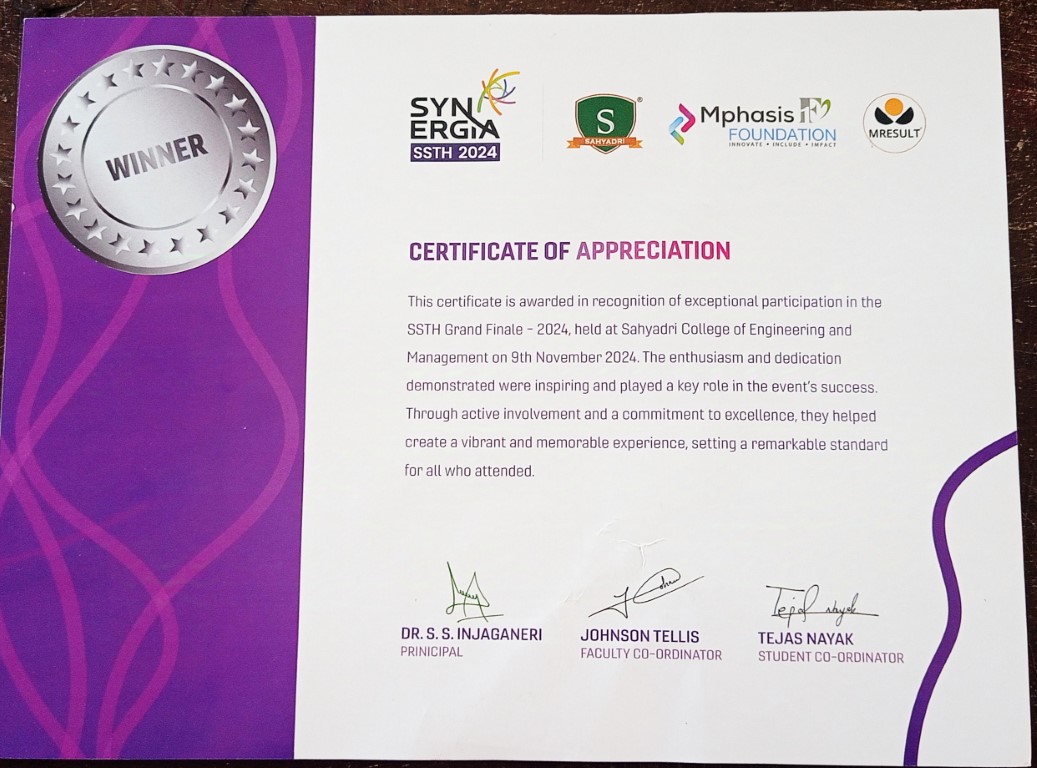 WINNER
SYN
ERGIA
SSTH 2024
S
SAHYADRI
®
Mphasis F1
FOUNDATION
INNOVATE • INCLUDE • IMPACT
MRESULT
CERTIFICATE OF APPRECIATION
This certificate is awarded in recognition of exceptional participation in the
SSTH Grand Finale - 2024, held at Sahyadri College of Engineering and
Management on 9th November 2024. The enthusiasm and dedication
demonstrated were inspiring and played a key role in the event's success.
Through active involvement and a commitment to excellence, they helped
create a vibrant and memorable experience, setting a remarkable standard
for all who attended.
Tejas nayak
DR. S. S. INJAGANERI
PRINICIPAL
JOHNSON TELLIS
FACULTY CO-ORDINATOR
TEJAS NAYAK
STUDENT CO-ORDINATOR